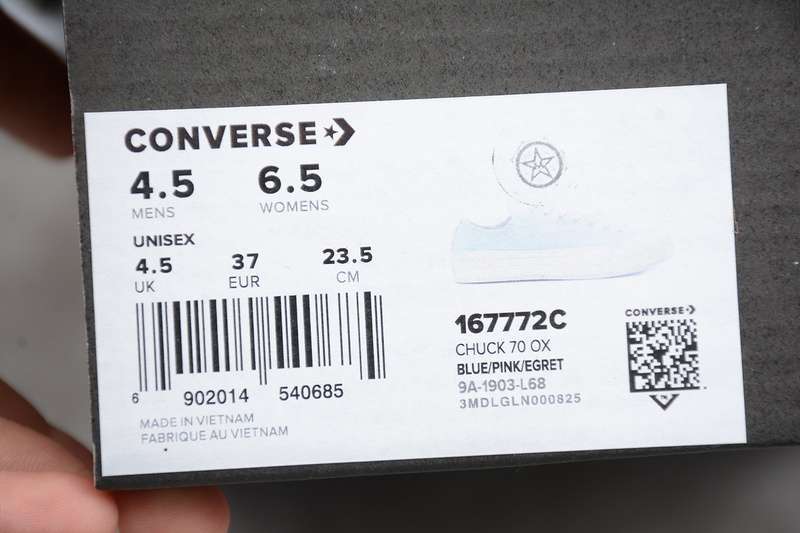 CONVERSE
4.5 6.5
MENS WOMENS
UNISEX
4.5 37 23.5
UK EUR CM
6 902014 540685
MADE IN VIETNAM
FABRIQUE AU VIETNAM
167772C
CHUCK 70 OX
BLUE/PINK/EGRET
9A-1903-L68
3MDLGLN000825
CONVERSE